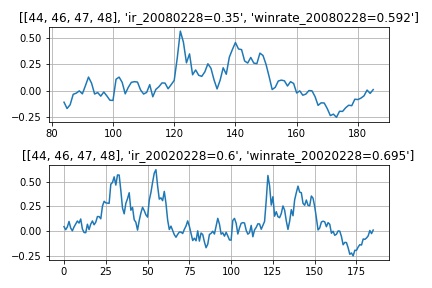 [[44, 46, 47, 48], 'ir_20080228=0.35', 'winrate_20080228=0.592']
0.50
0.25
0.00
−0.25
80 100 120 140 160 180
[[44, 46, 47, 48], 'ir_20020228=0.6', 'winrate_20020228=0.695']
0.50
0.25
0.00
−0.25
0 25 50 75 100 125 150 175